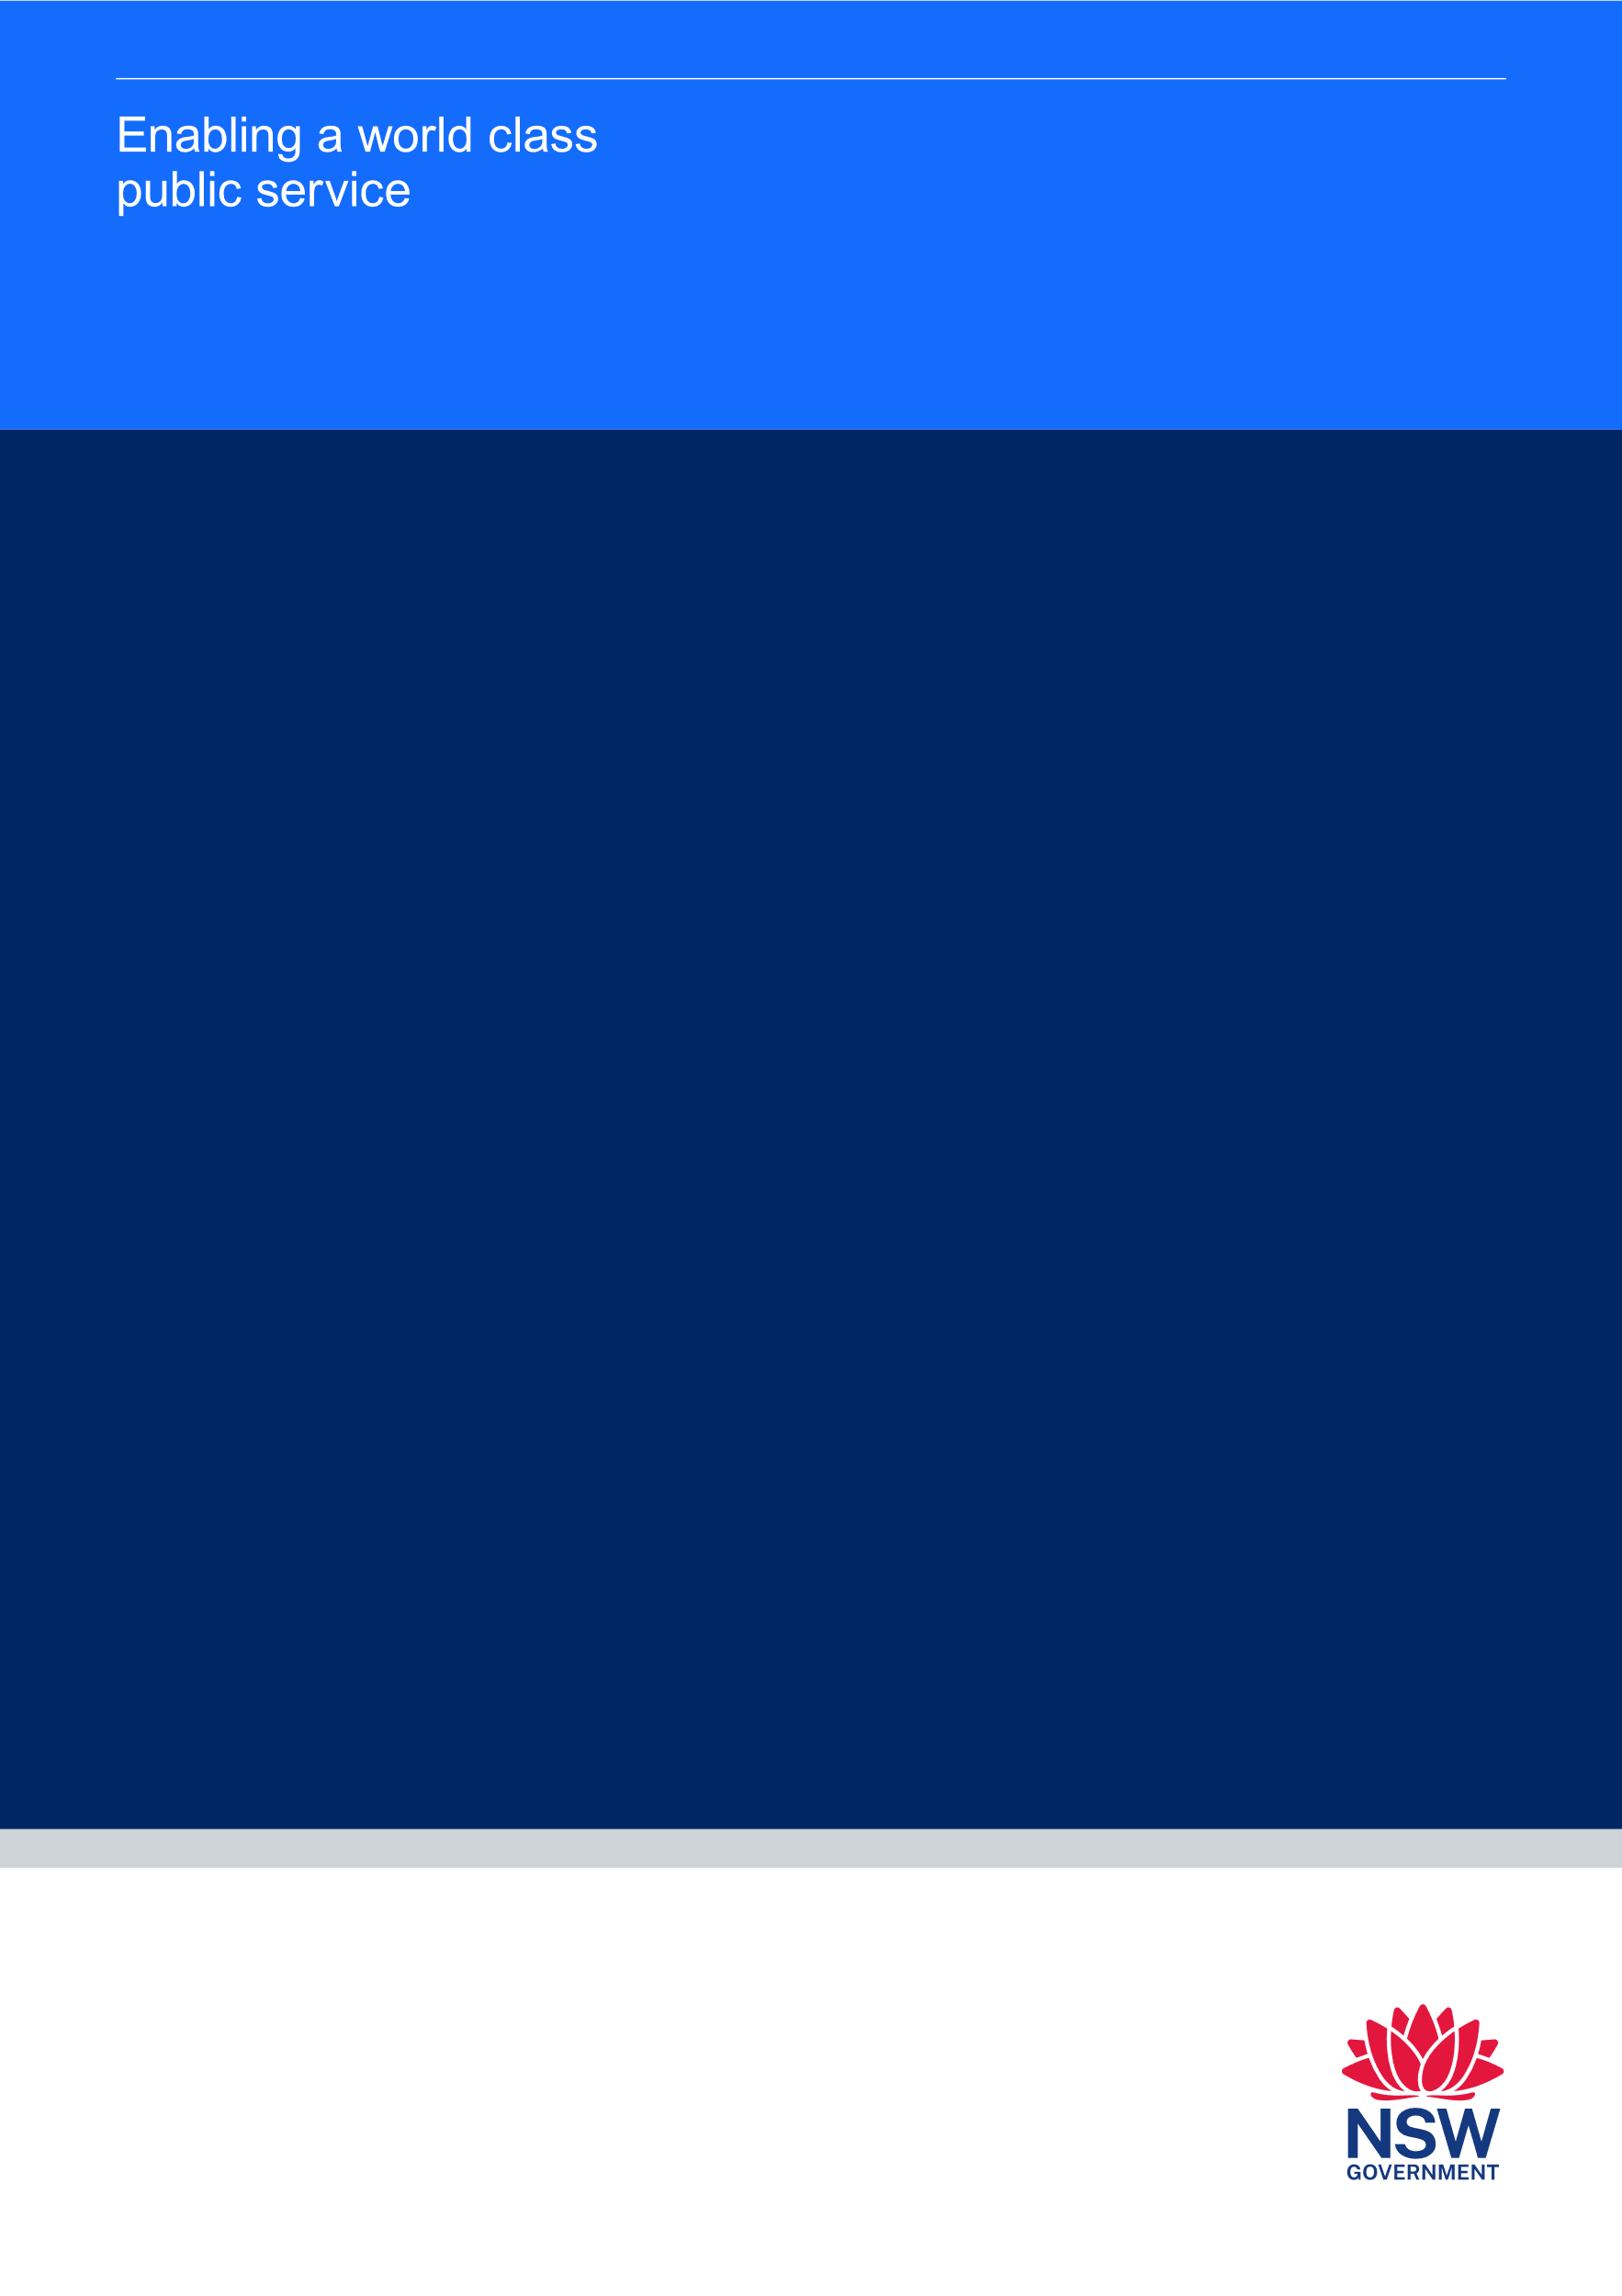 Enabling a world class
public service
NSW
GOVERNMENT